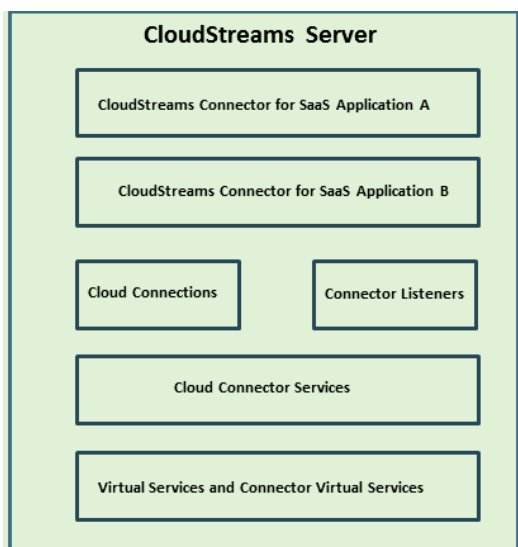 CloudStreams Server
CloudStreams Connector for SaaS Application A
CloudStreams Connector for SaaS Application B
Cloud Connections
Connector Listeners
Cloud Connector Services
Virtual Services and Connector Virtual Services